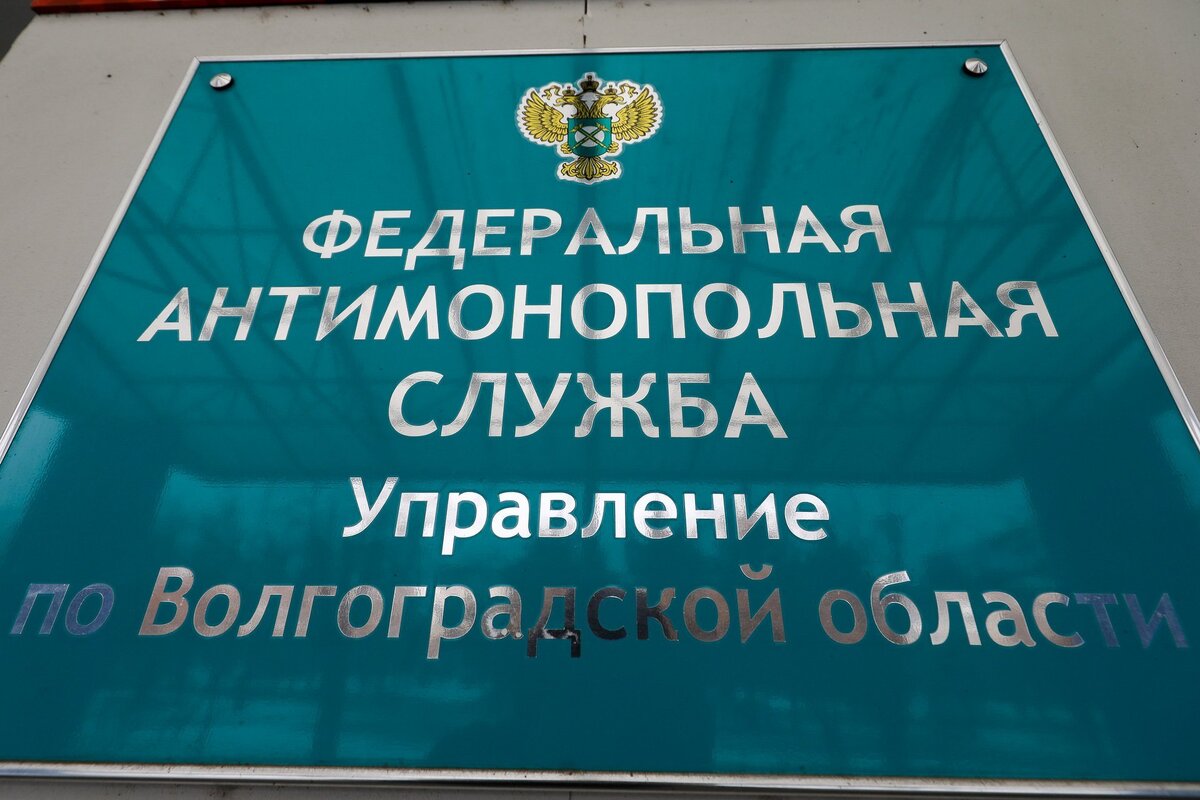 ФЕДЕРАЛЬНАЯ
АНТИМОНОПОЛЬНАЯ
СЛУЖБА
Управление
по Волгоградской области